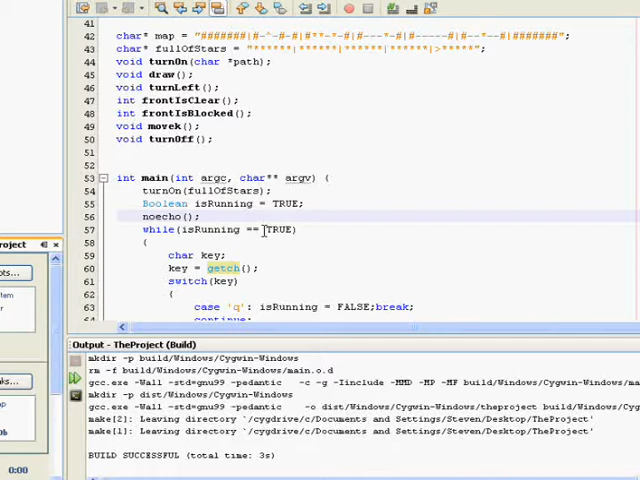 41
42 char* map = "######|#-^-#-#|#**-*-#|#---*-#|#-----#|#--*--#|#######";
43 char* fullOfStars = "******|******|******|******|>*****";
44 void turnOn(char *path);
45 void draw();
46 void turnLeft();
47 int frontIsClear();
48 int frontIsBlocked();
49 void movek();
50 void turnOff();
51
52
53 int main(int argc, char** argv) {
54 turnOn(fullOfStars);
55 Boolean isRunning = TRUE;
56 noecho();
57 while(isRunning == TRUE)
58 {
59 char key;
60 key = getch();
61 switch(key)
62 {
63 case 'q': isRunning = FALSE;break;
continue;
roject
ts...
tem
r
ks...
op
ob
0:00
Output - TheProject (Build)
mkdir -p build/Windows/Cygwin-Windows
rm -f build/Windows/Cygwin-Windows/main.o.d
gcc.exe -Wall -std=gnu99 -pedantic -c -g -Iinclude -MMD -MP -MF build/Windows/Cygwin-Windows/ma
mkdir -p dist/Windows/Cygwin-Windows
gcc.exe -Wall -std=gnu99 -pedantic -o dist/Windows/Cygwin-Windows/theproject build/Windows/Cygw
make[2]: Leaving directory `/cygdrive/c/Documents and Settings/Steven/Desktop/TheProject'
make[1]: Leaving directory `/cygdrive/c/Documents and Settings/Steven/Desktop/TheProject'
BUILD SUCCESSFUL (total time: 3s)